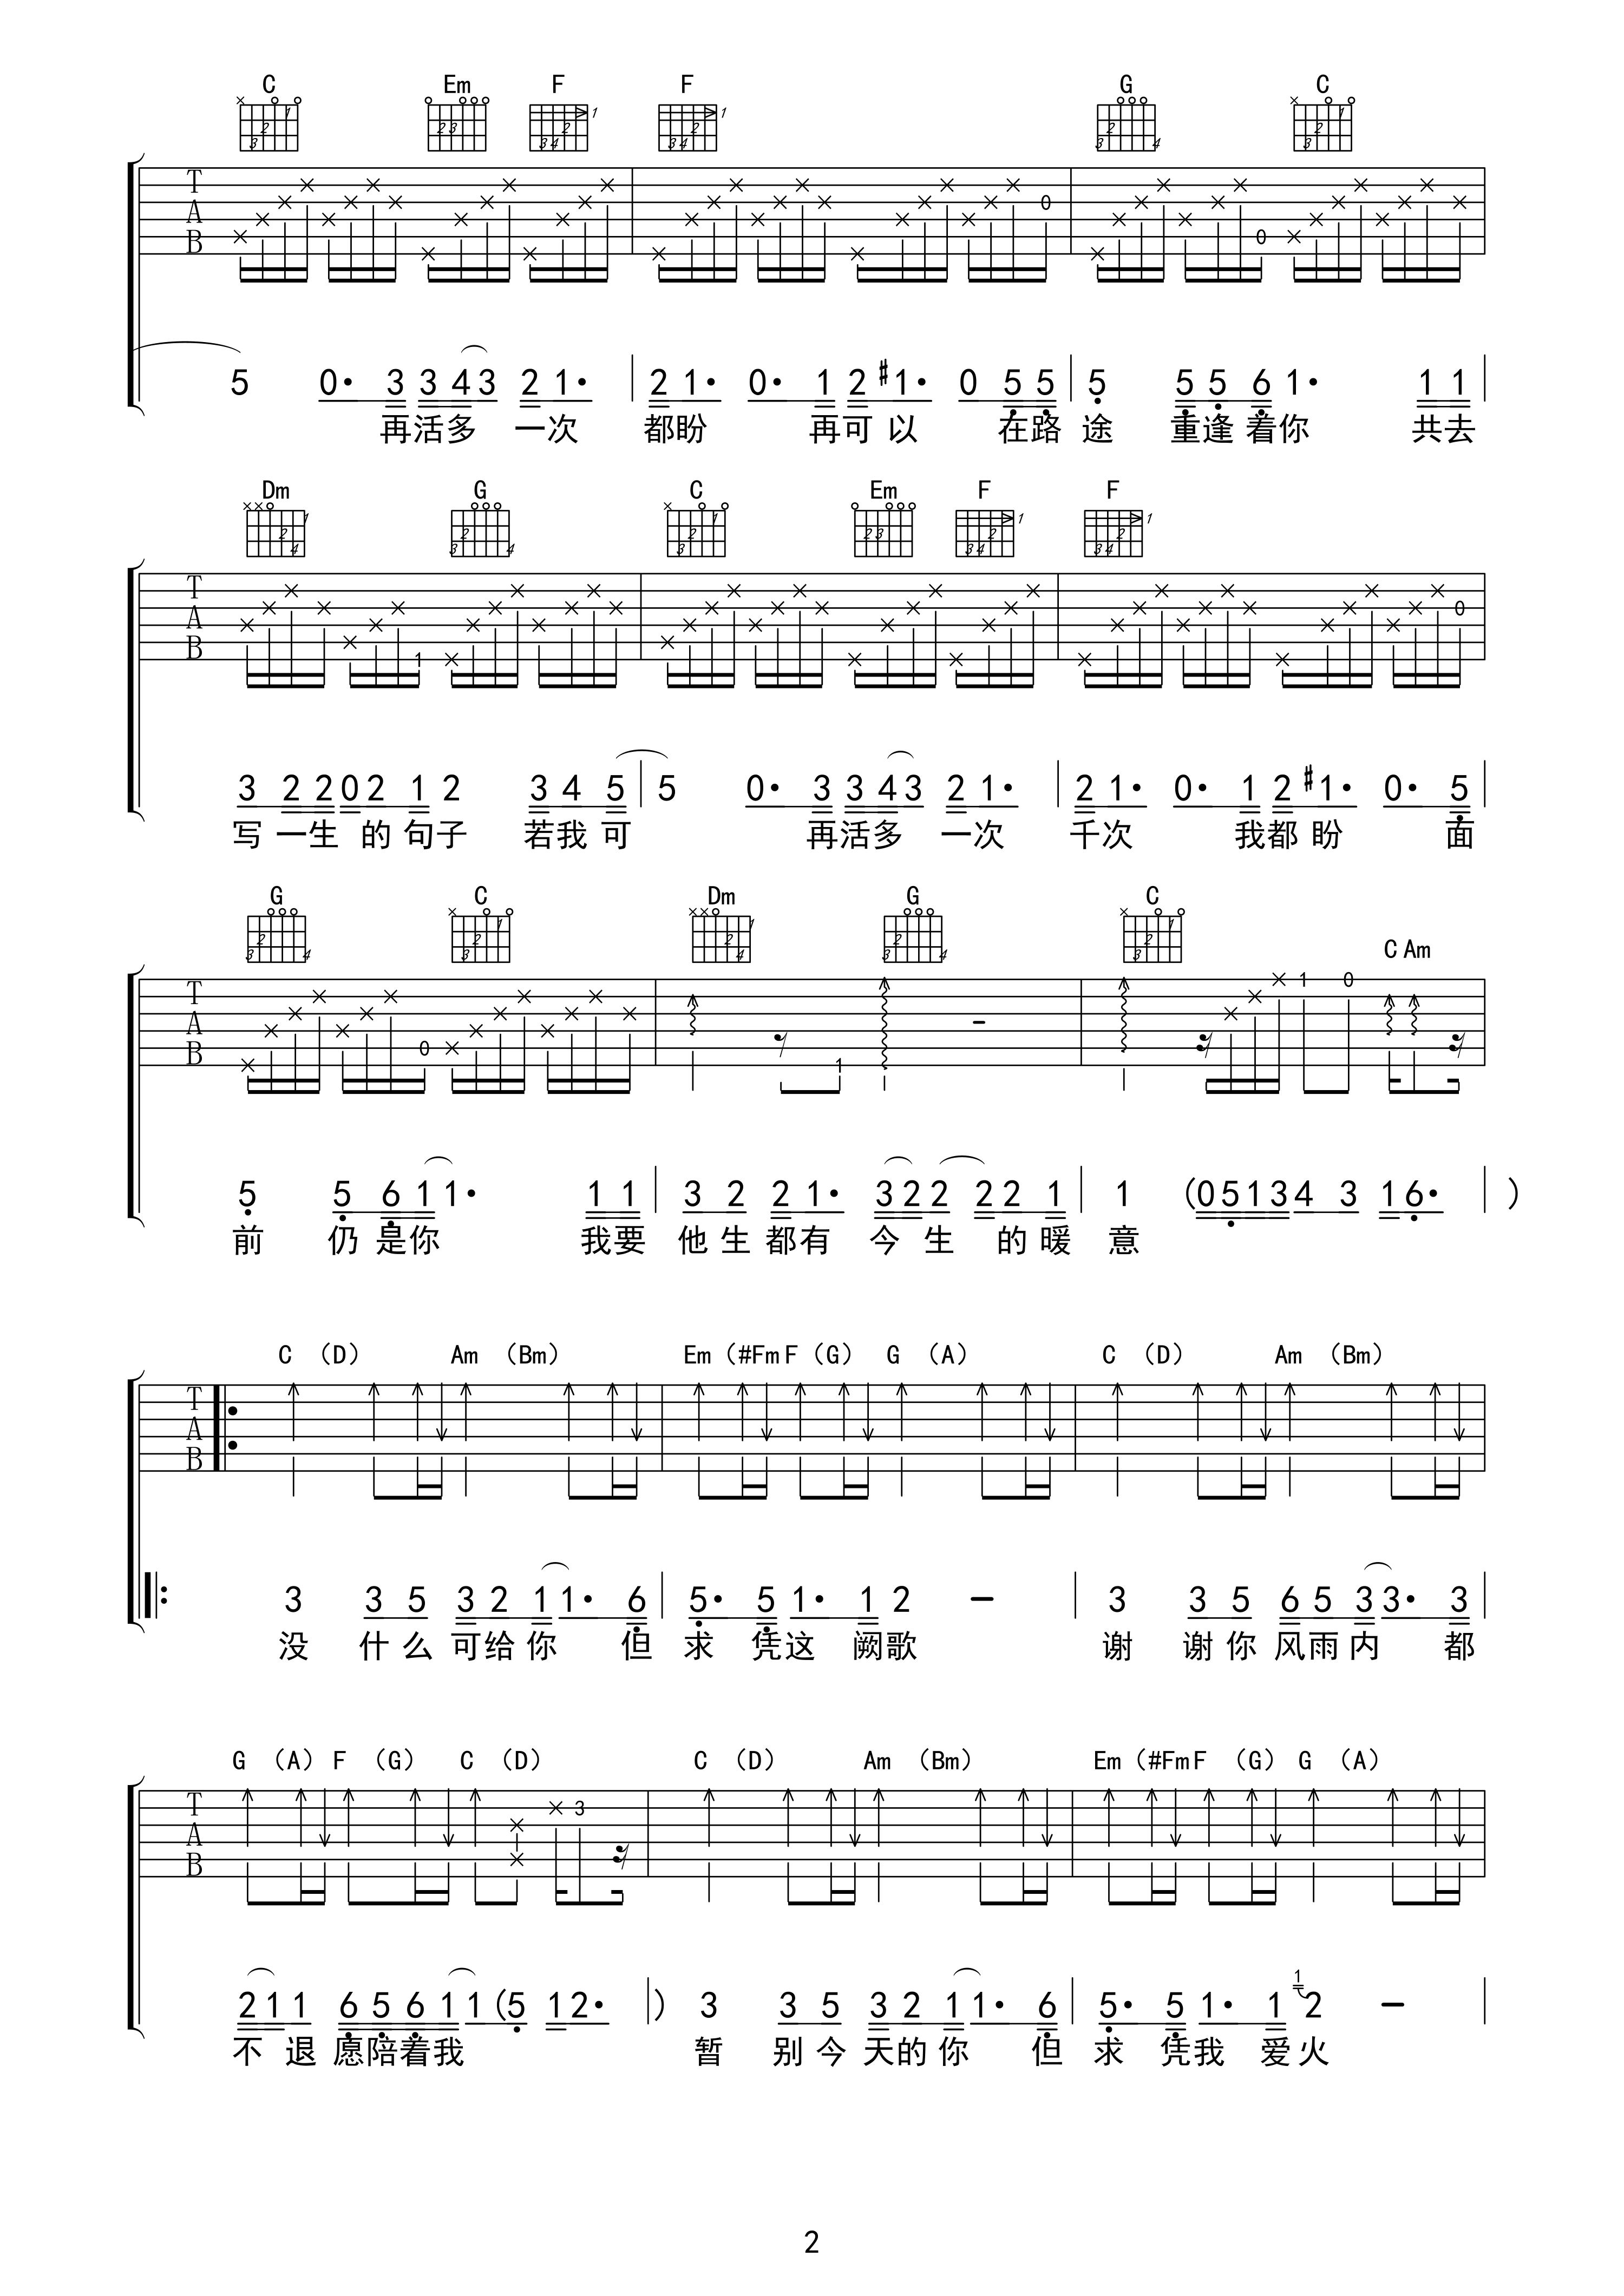 C Em F F G C
T A B 0 0 0
5 0· 3 3 4 3 2 1· | 2 1· 0· 1 2 #1· 0 5 5 | 5 5 5 6 1· 1 1 |
再活多 一次 都盼 再可以 在路途 重逢着你 共去
Dm G C Em F F
T A B 1 0
3 2 2 0 2 1 2 3 4 5 | 5 0· 3 3 4 3 2 1· | 2 1· 0· 1 2 #1· 0· 5 |
写一生的句子 若我可 再活多 一次 千次 我都盼 面
G C Dm G C C Am
T A B 0 1 1 0
5 5 6 1 1· 1 1 | 3 2 2 1· 3 2 2 2 2 1 | 1 (0 5 1 3 4 3 1 6· | )
前 仍是你 我要 他生都有 今生 的暖意
C (D) Am (Bm) Em (#Fm F (G) G (A) C (D) Am (Bm)
T A B
3 3 5 3 2 1 1· 6 | 5· 5 1· 1 2 - | 3 3 5 6 5 3 3· 3 |
没 什么可给你 但求 凭这 阙歌 谢 谢你风雨内 都
G (A) F (G) C (D) C (D) Am (Bm) Em (#Fm F (G) G (A)
T A B 3
2 1 1 6 5 6 1 1 (5 1 2· | ) 3 3 5 3 2 1 1· 6 | 5· 5 1· 1 1 2 - |
不 退愿陪着我 暂 别今天的你 但求 凭我 爱火
2